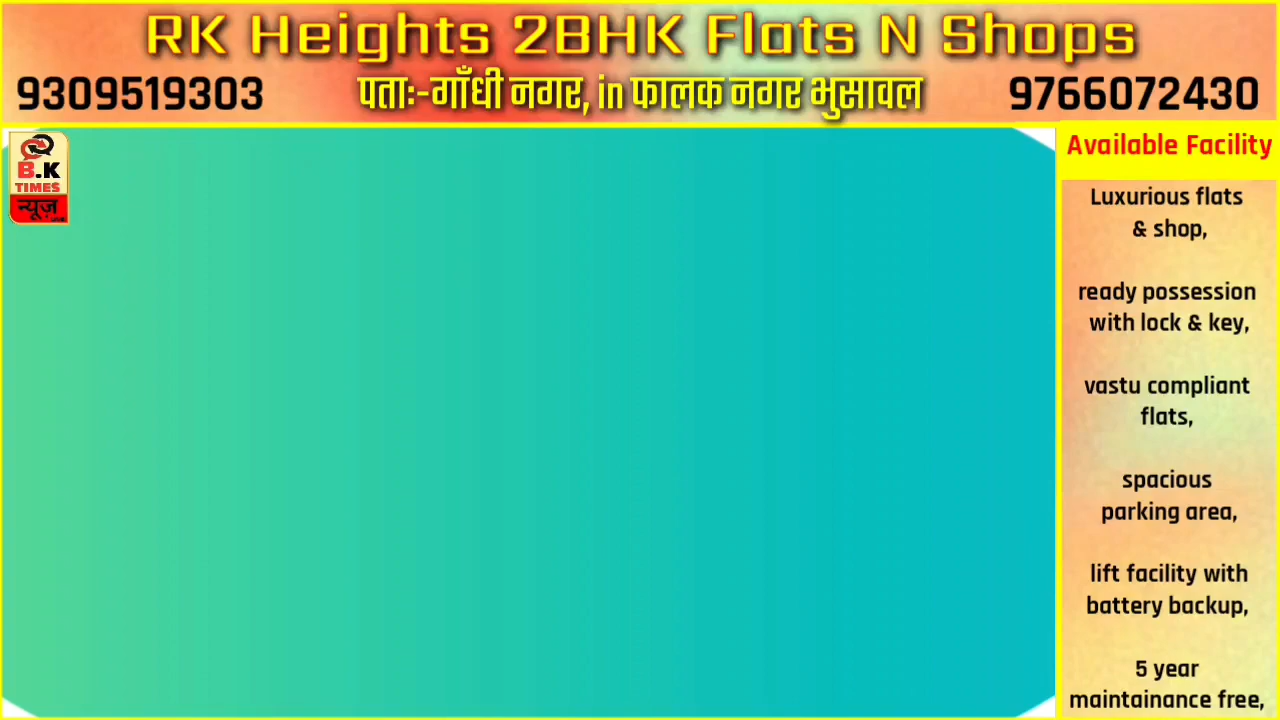 RK Heights 2BHK Flats N Shops
9309519303
पताः-गाँधी नगर, in फालक नगर भुसावल
9766072430
B.K
TIMES
न्यूज़
Available Facility
Luxurious flats
& shop,
ready possession
with lock & key,
vastu compliant
flats,
spacious
parking area,
lift facility with
battery backup,
5 year
maintainance free,